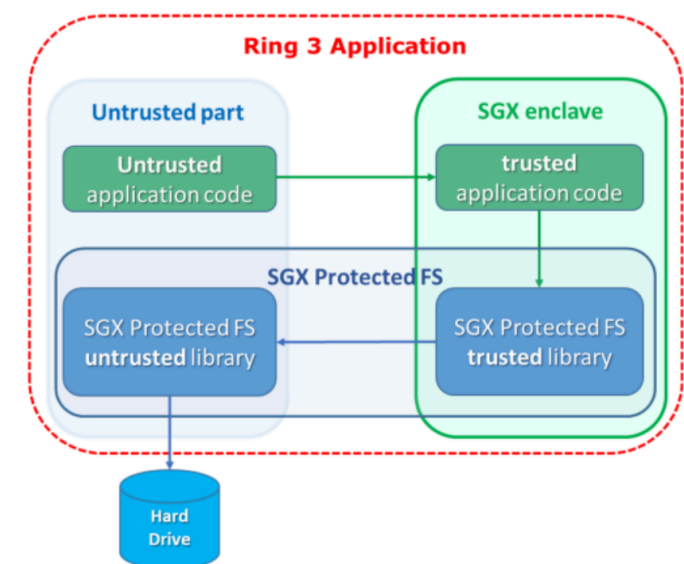 Ring 3 Application
Untrusted part
SGX enclave
Untrusted
application code
trusted
application code
SGX Protected FS
SGX Protected FS
untrusted library
SGX Protected FS
trusted library
Hard
Drive